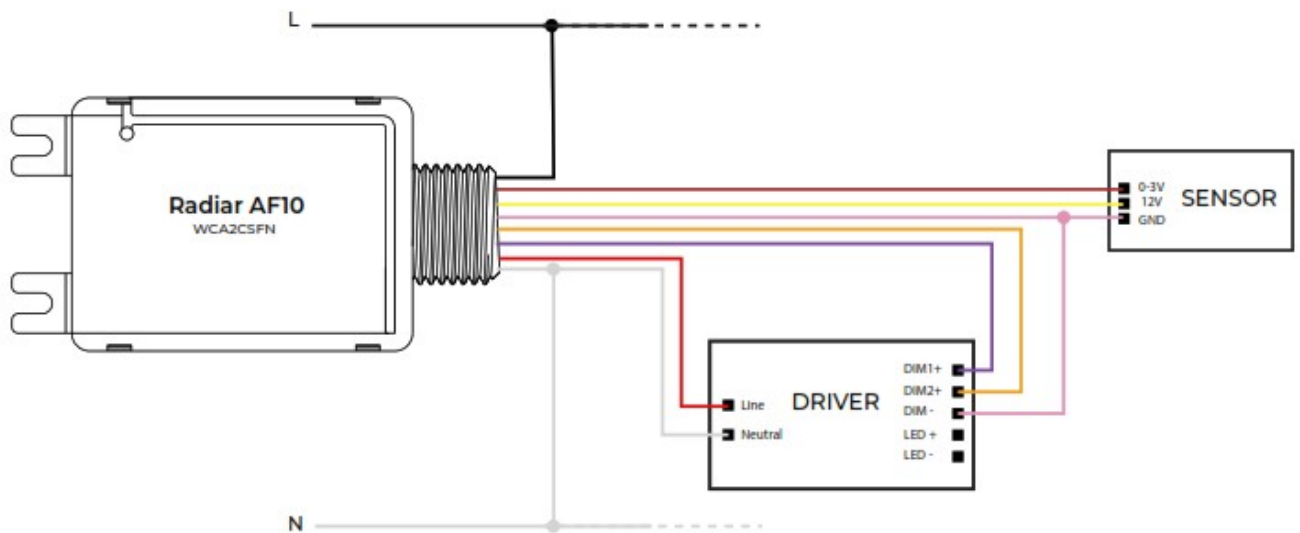 L
Radiar AF10
WCA2CSFN
0-3V
12V
GND
SENSOR
DIM1+
DIM2+
DIM -
LED +
LED -
Line
Neutral
DRIVER
N